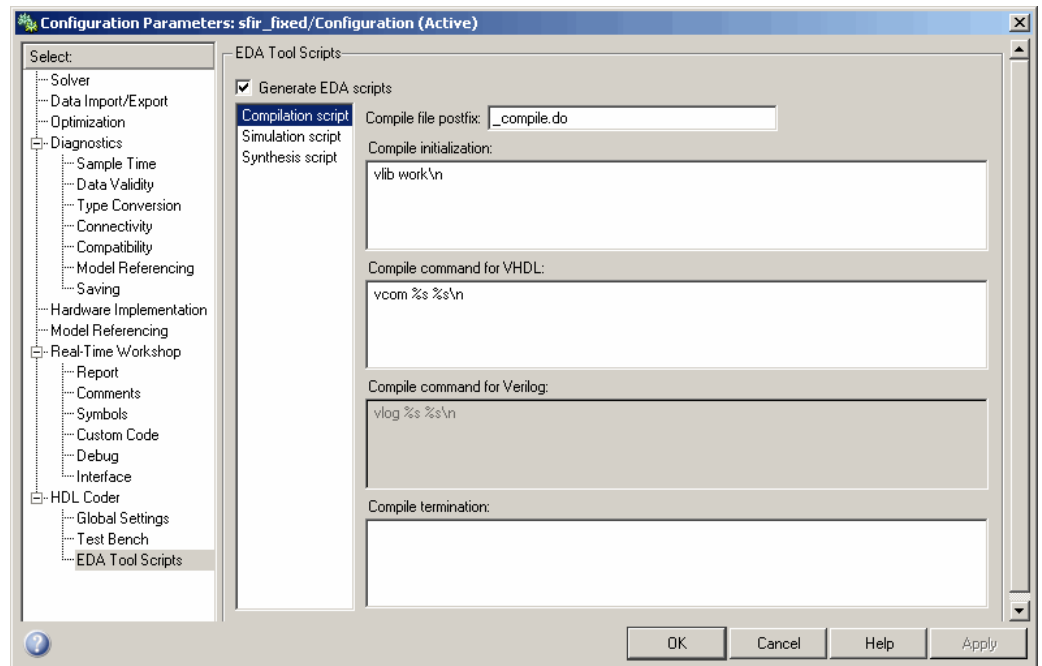 Configuration Parameters: sfir_fixed/Configuration (Active)
Select:
Solver
Data Import/Export
Optimization
Diagnostics
Sample Time
Data Validity
Type Conversion
Connectivity
Compatibility
Model Referencing
Saving
Hardware Implementation
Model Referencing
Real-Time Workshop
Report
Comments
Symbols
Custom Code
Debug
Interface
HDL Coder
Global Settings
Test Bench
EDA Tool Scripts
EDA Tool Scripts
Generate EDA scripts
Compilation script
Simulation script
Synthesis script
Compile file postfix: _compile.do
Compile initialization:
vlib work\n
Compile command for VHDL:
vcom %s %s\n
Compile command for Verilog:
vlog %s %s\n
Compile termination:
OK Cancel Help Apply